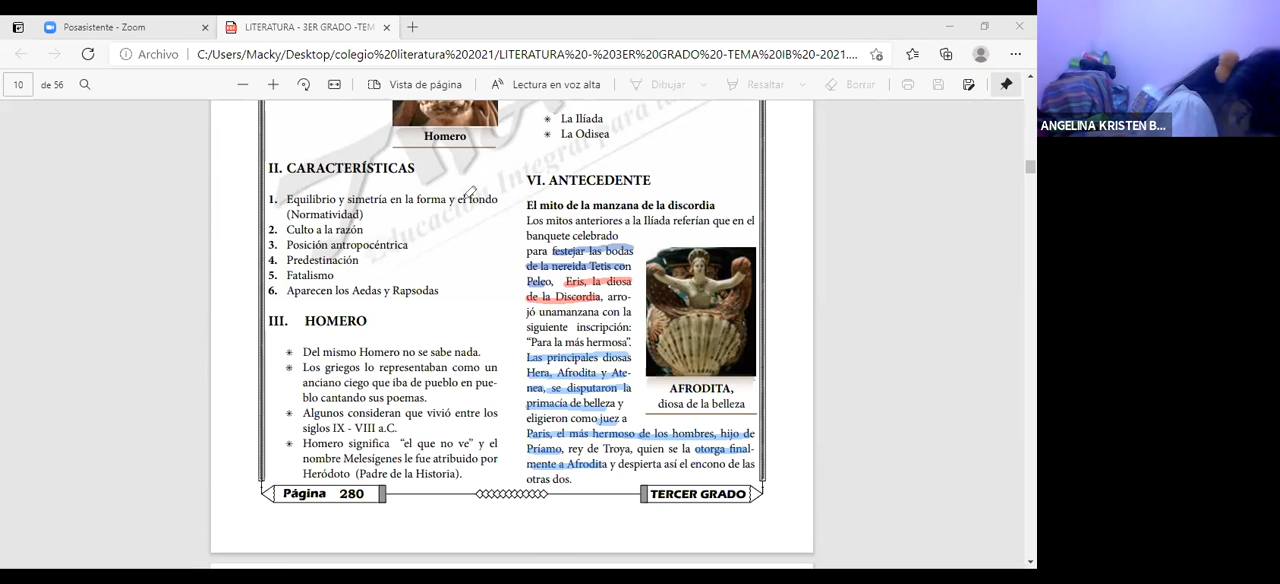 Posasistente - Zoom
LITERATURA - 3ER GRADO -TEM
Archivo
C:/Users/Macky/Desktop/colegio%20literatura%202021/LITERATURA%20-%203ER%20GRADO%20-TEMA%20IB%20-2021....
10 de 56
Vista de página
Lectura en voz alta
Dibujar
Resaltar
Borrar
ANGELINA KRISTEN B...
Homero
II. CARACTERÍSTICAS
1. Equilibrio y simetría en la forma y el fondo
(Normatividad)
2. Culto a la razón
3. Posición antropocéntrica
4. Predestinación
5. Fatalismo
6. Aparecen los Aedas y Rapsodas
III. HOMERO
✳ Del mismo Homero no se sabe nada.
✳ Los griegos lo representaban como un
anciano ciego que iba de pueblo en pue-
blo cantando sus poemas.
✳ Algunos consideran que vivió entre los
siglos IX - VIII a.C.
✳ Homero significa “el que no ve” y el
nombre Melesígenes le fue atribuido por
Heródoto (Padre de la Historia).
✳ La Ilíada
✳ La Odisea
VI. ANTECEDENTE
El mito de la manzana de la discordia
Los mitos anteriores a la Ilíada referían que en el
banquete celebrado
para festejar las bodas
de la nereida Tetis con
Peleo, Eris, la diosa
de la Discordia, arro-
jó unamanzana con la
siguiente inscripción:
“Para la más hermosa”.
Las principales diosas
Hera, Afrodita y Ate-
nea, se disputaron la
primacía de belleza y
eligieron como juez a
Paris, el más hermoso de los hombres, hijo de
Príamo, rey de Troya, quien se la otorga final-
mente a Afrodita y despierta así el encono de las
otras dos.
AFRODITA,
diosa de la belleza
Educación Integral para
Página 280
TERCER GRADO